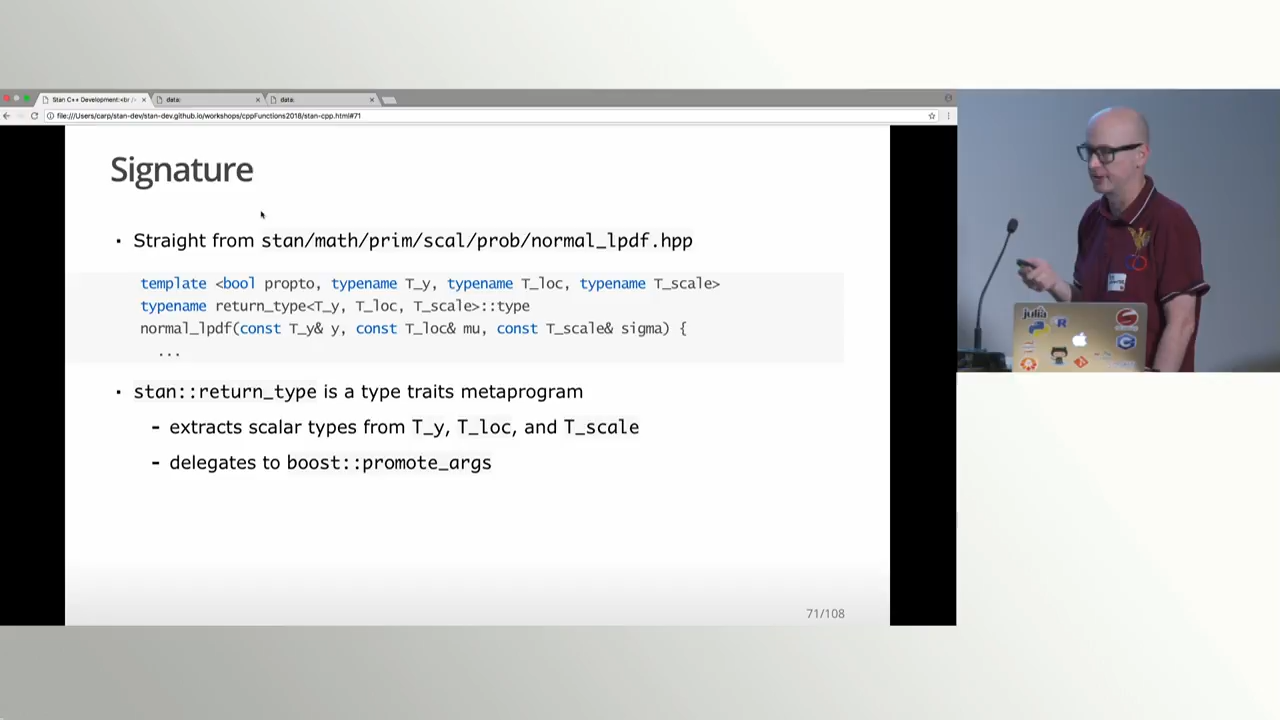 Stan C++ Development:<br /
data:
data:
file:///Users/carp/stan-dev/stan-dev.github.io/workshops/cppFunctions2018/stan-cpp.html#71
Signature
· Straight from stan/math/prim/scal/prob/normal_lpdf.hpp
template <bool propto, typename T_y, typename T_loc, typename T_scale>
typename return_type<T_y, T_loc, T_scale>::type
normal_lpdf(const T_y& y, const T_loc& mu, const T_scale& sigma) {
...
· stan::return_type is a type traits metaprogram
- extracts scalar types from T_y, T_loc, and T_scale
- delegates to boost::promote_args
71/108
julia
R
C
git